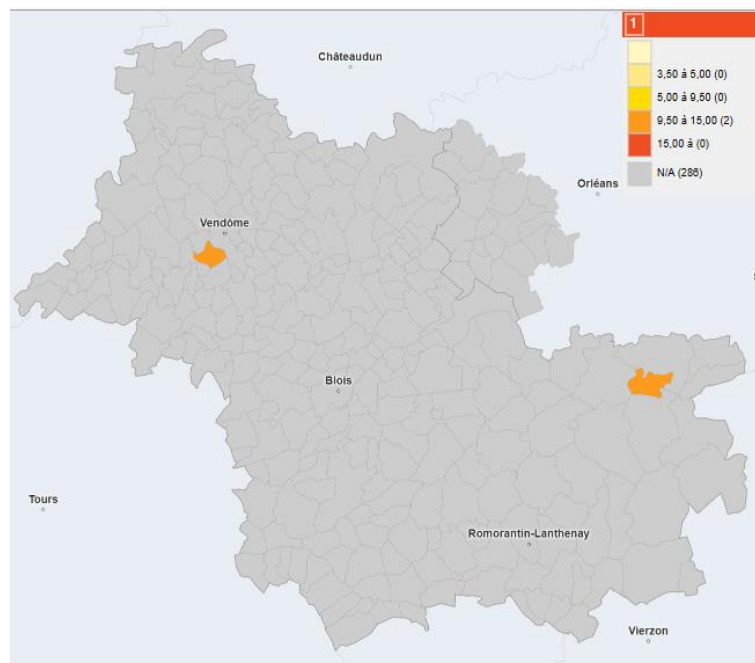 1
Châteaudun
3,50 à 5,00 (0)
5,00 à 9,50 (0)
9,50 à 15,00 (2)
15,00 à (0)
N/A (286)
Orléans
Vendôme
Blois
Tours
Romorantin-Lanthenay
Vierzon